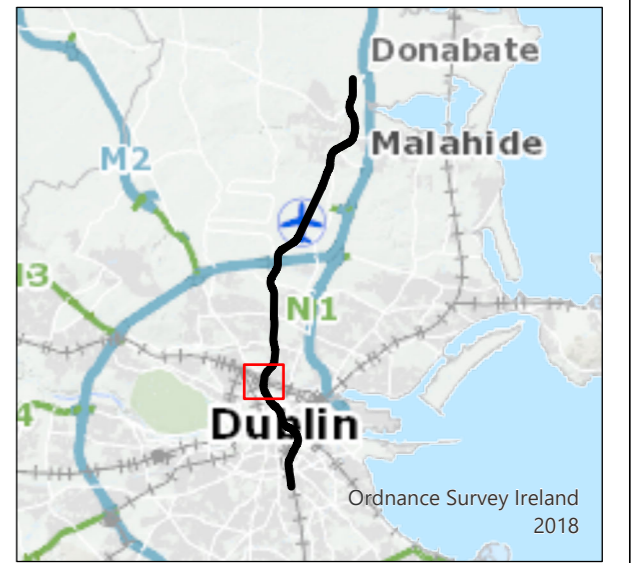 Donabate
M2
Malahide
N1
Dublin
Ordnance Survey Ireland
2018